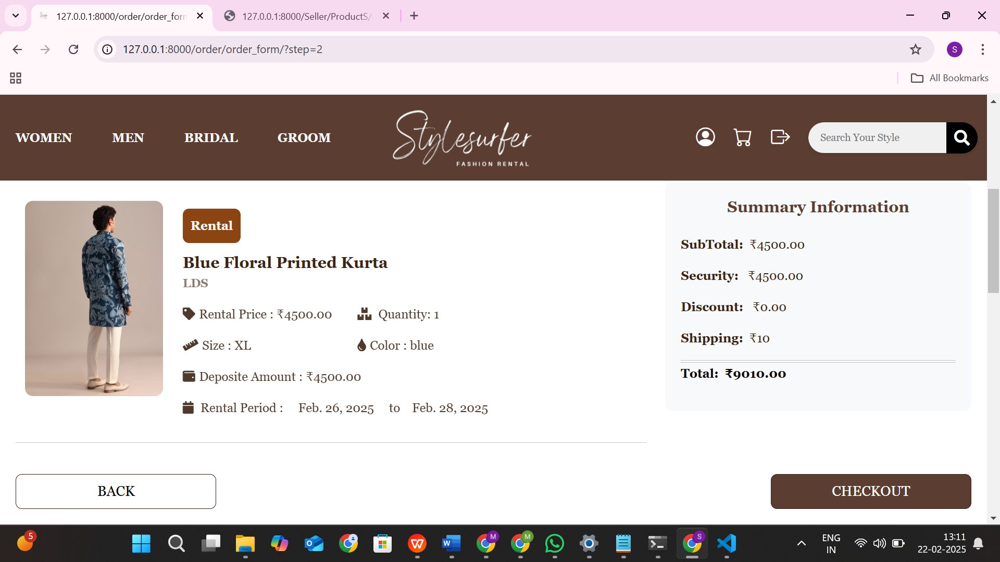 127.0.0.1:8000/order/order_forn
127.0.0.1:8000/Seller/ProductS/
127.0.0.1:8000/order/order_form/?step=2
S
All Bookmarks
WOMEN MEN BRIDAL GROOM
Stylesurfer
FASHION RENTAL
Search Your Style
Rental
Blue Floral Printed Kurta
LDS
Rental Price : ₹4500.00 Quantity: 1
Size : XL Color : blue
Deposite Amount : ₹4500.00
Rental Period : Feb. 26, 2025 to Feb. 28, 2025
Summary Information
SubTotal: ₹4500.00
Security: ₹4500.00
Discount: ₹0.00
Shipping: ₹10
Total: ₹9010.00
BACK
CHECKOUT
5
M
M
S
ENG
IN
13:11
22-02-2025